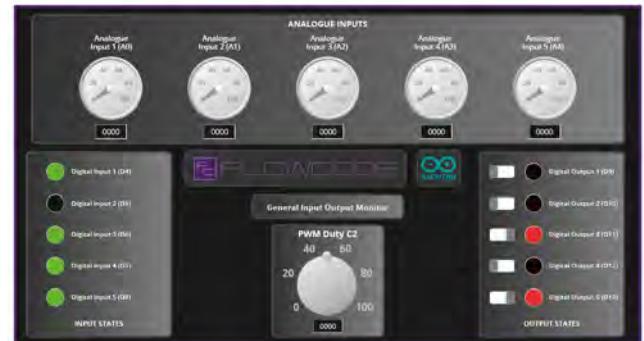 ANALOGUE INPUTS
Analogue
Input 1 (A0)
Analogue
Input 2 (A1)
Analogue
Input 3 (A2)
Analogue
Input 4 (A3)
Analogue
Input 5 (A4)
0000
0000
0000
0000
0000
FLOWCODE
ARDUINO
General Input Output Monitor
PWM Duty C2
0
20
40
60
80
100
0000
Digital Input 1 (D4)
Digital Input 2 (D5)
Digital Input 3 (D6)
Digital Input 4 (D7)
Digital Input 5 (D8)
INPUT STATES
Digital Output 1 (D9)
Digital Output 2 (D10)
Digital Output 3 (D11)
Digital Output 4 (D12)
Digital Output 5 (D13)
OUTPUT STATES